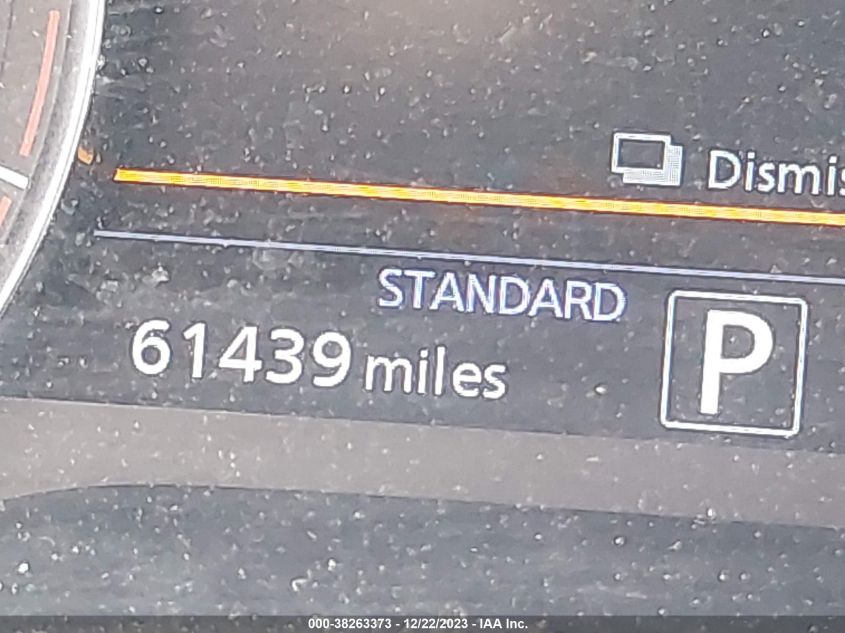 Dismis
STANDARD
61439 miles
P
000-38263373 - 12/22/2023 - IAA Inc.